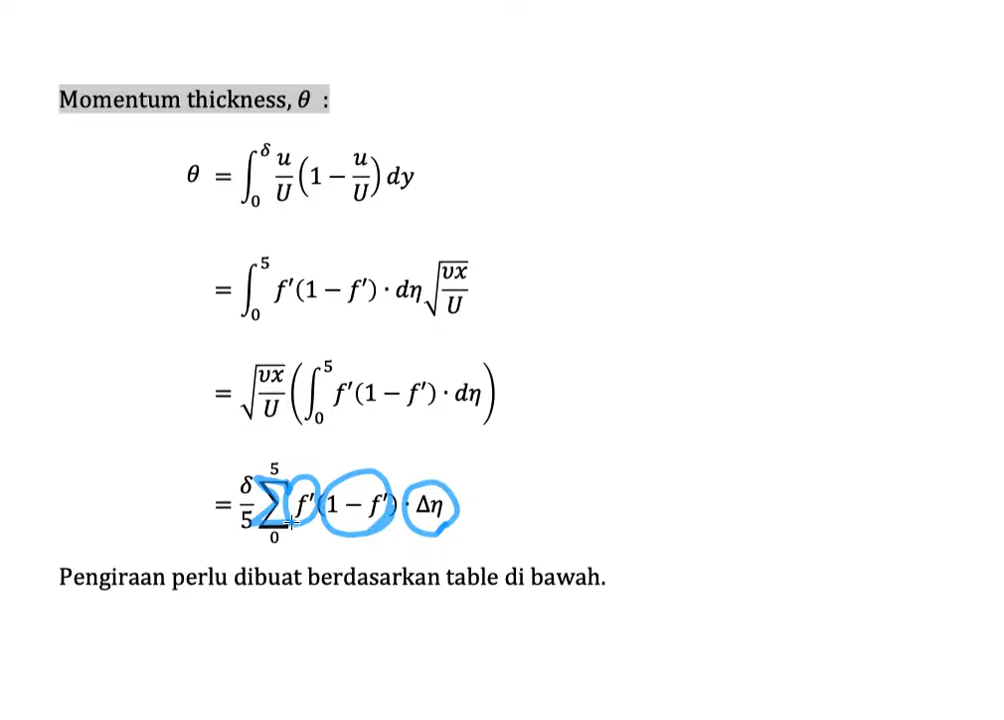 Momentum thickness, θ :
θ = ∫₀^δ u/U (1 − u/U) dy
= ∫₀^5 f′(1 − f′) · dη √(υx/U)
= √(υx/U) (∫₀^5 f′(1 − f′) · dη)
= δ/5 ∑₀^5 f′(1 − f′) · Δη
Pengiraan perlu dibuat berdasarkan table di bawah.